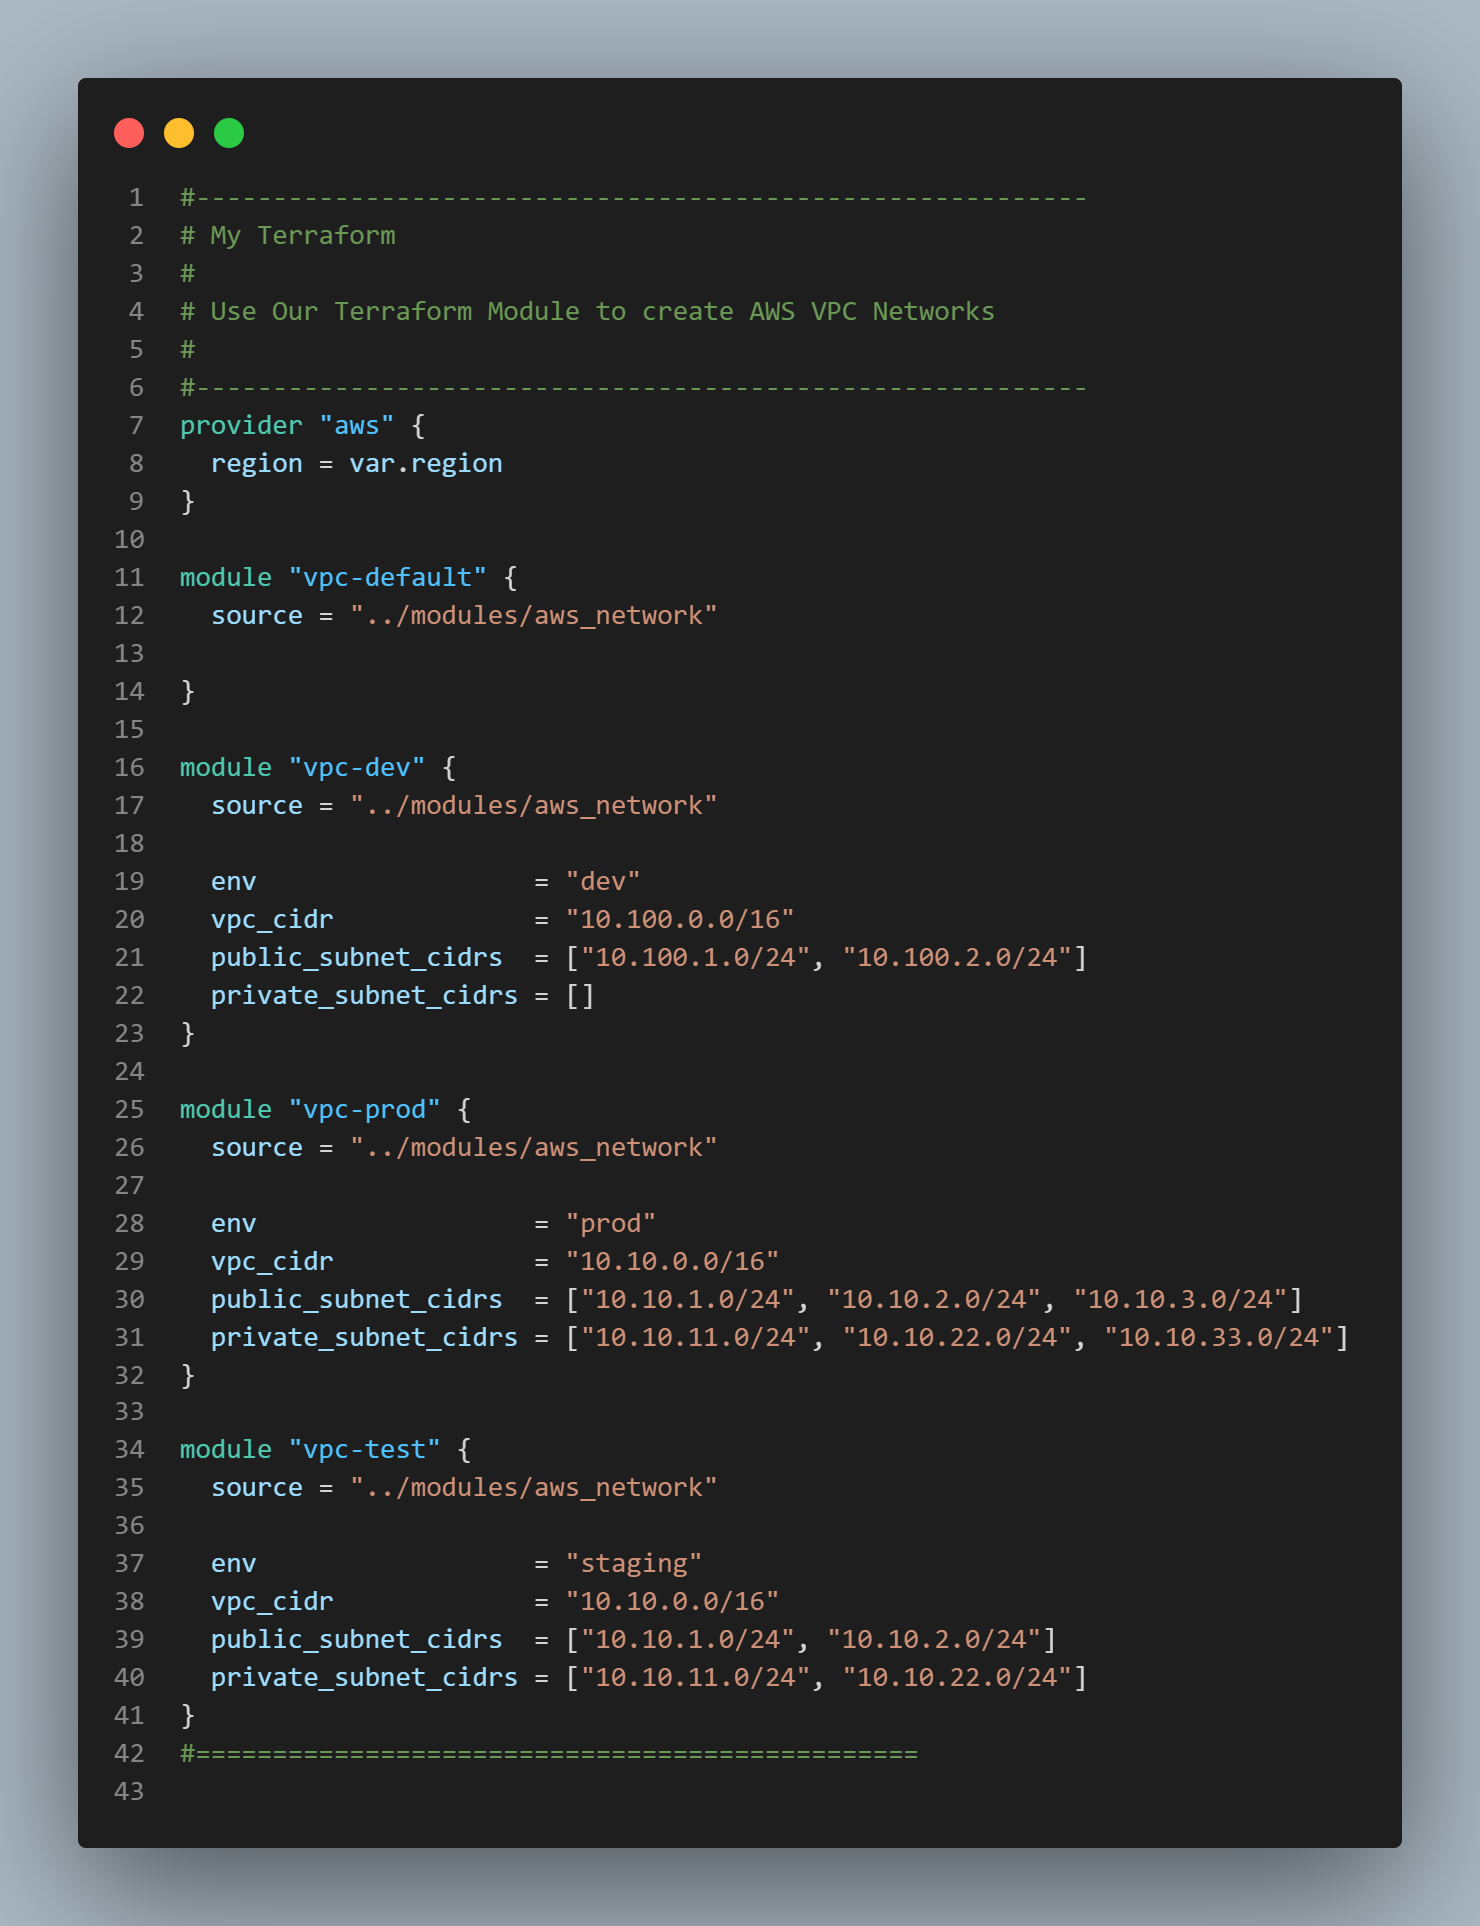 1 #----------------------------------------------------------
2 # My Terraform
3 #
4 # Use Our Terraform Module to create AWS VPC Networks
5 #
6 #----------------------------------------------------------
7 provider "aws" {
8   region = var.region
9 }
10
11 module "vpc-default" {
12   source = "../modules/aws_network"
13
14 }
15
16 module "vpc-dev" {
17   source = "../modules/aws_network"
18
19   env                  = "dev"
20   vpc_cidr             = "10.100.0.0/16"
21   public_subnet_cidrs  = ["10.100.1.0/24", "10.100.2.0/24"]
22   private_subnet_cidrs = []
23 }
24
25 module "vpc-prod" {
26   source = "../modules/aws_network"
27
28   env                  = "prod"
29   vpc_cidr             = "10.10.0.0/16"
30   public_subnet_cidrs  = ["10.10.1.0/24", "10.10.2.0/24", "10.10.3.0/24"]
31   private_subnet_cidrs = ["10.10.11.0/24", "10.10.22.0/24", "10.10.33.0/24"]
32 }
33
34 module "vpc-test" {
35   source = "../modules/aws_network"
36
37   env                  = "staging"
38   vpc_cidr             = "10.10.0.0/16"
39   public_subnet_cidrs  = ["10.10.1.0/24", "10.10.2.0/24"]
40   private_subnet_cidrs = ["10.10.11.0/24", "10.10.22.0/24"]
41 }
42 #===============================================
43